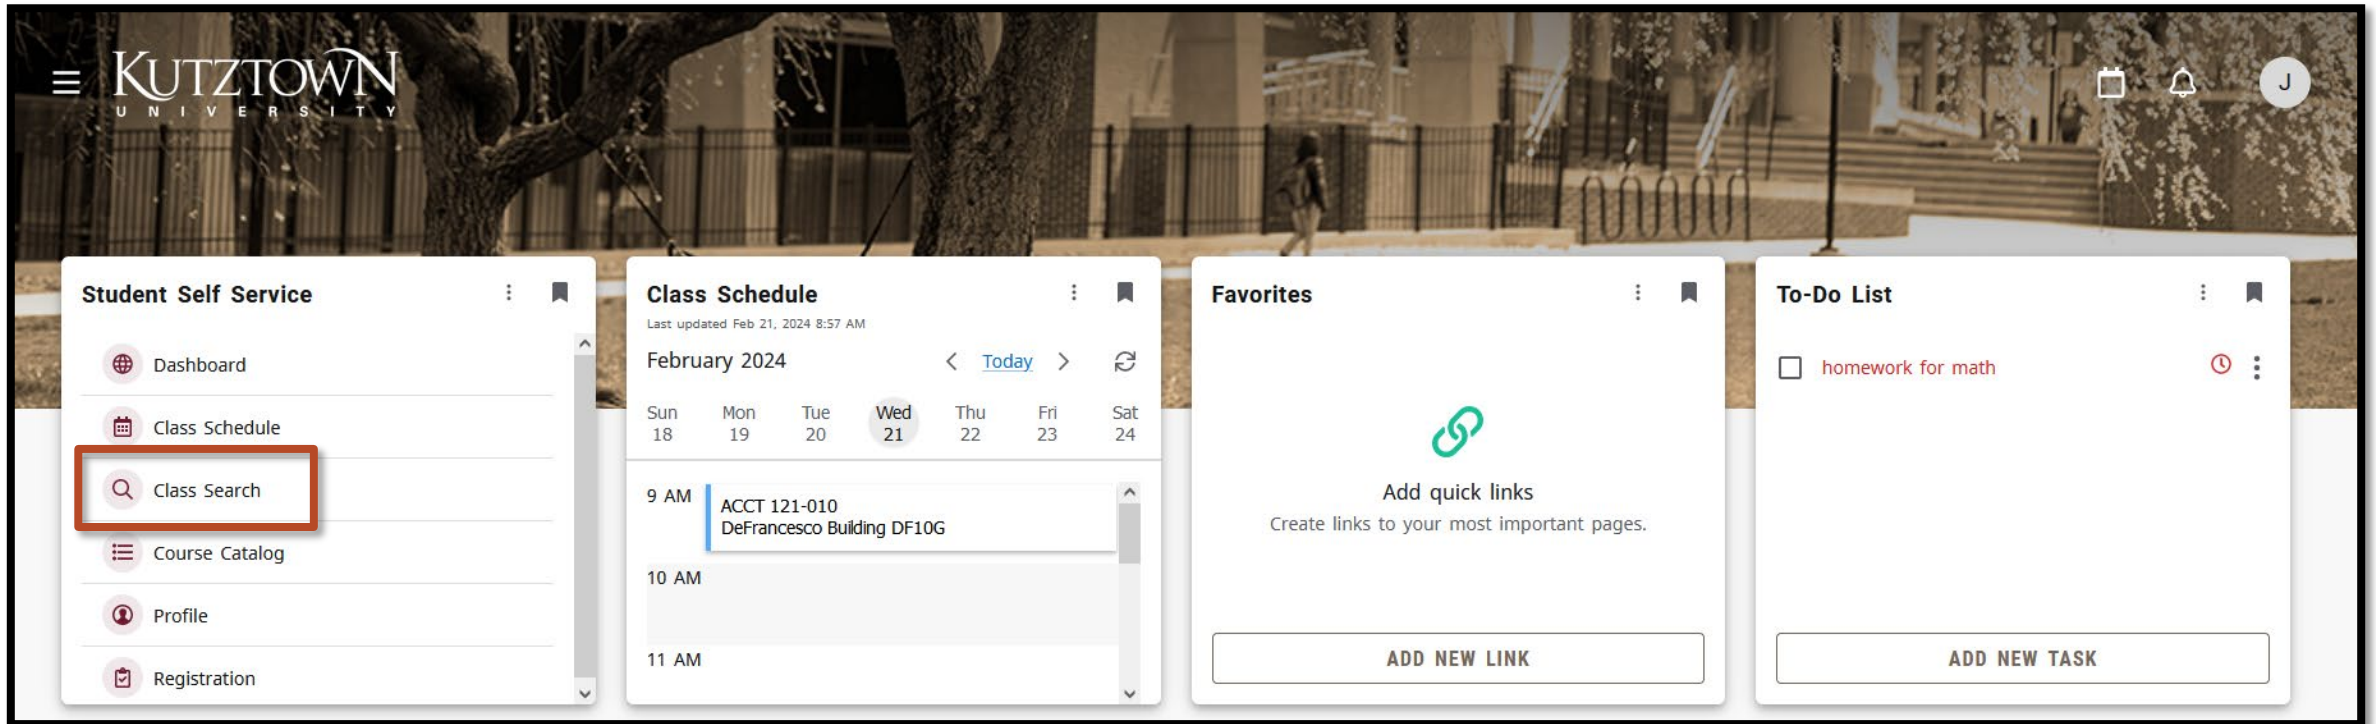 KUTZTOWN
UNIVERSITY
J
Student Self Service
Dashboard
Class Schedule
Class Search
Course Catalog
Profile
Registration
Class Schedule
Last updated Feb 21, 2024 8:57 AM
February 2024
Today
Sun Mon Tue Wed Thu Fri Sat
18 19 20 21 22 23 24
9 AM
ACCT 121-010
DeFrancesco Building DF10G
10 AM
11 AM
Favorites
Add quick links
Create links to your most important pages.
ADD NEW LINK
To-Do List
homework for math
ADD NEW TASK